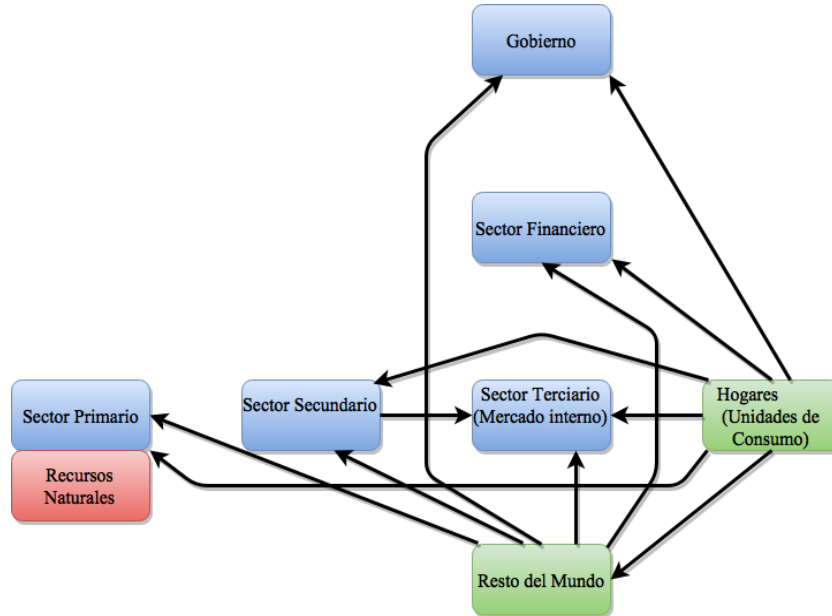 Gobierno
Sector Financiero
Sector Primario
Recursos
Naturales
Sector Secundario
Sector Terciario
(Mercado interno)
Hogares
(Unidades de
Consumo)
Resto del Mundo